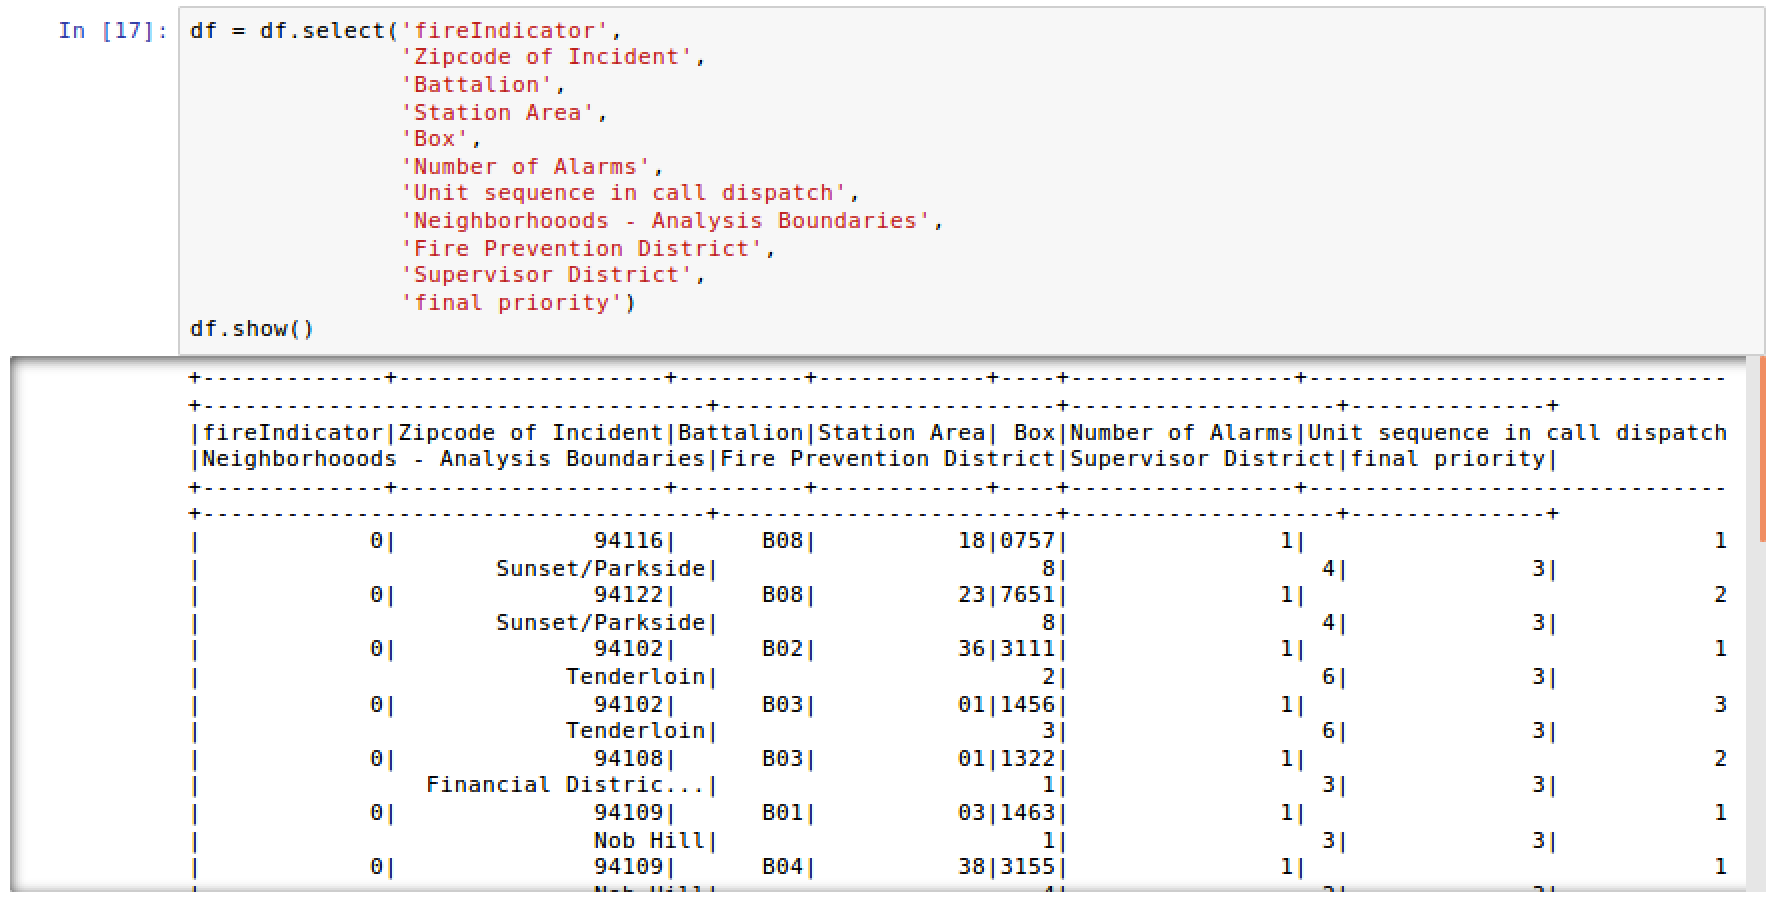 In [17]: df = df.select('fireIndicator',
'Zipcode of Incident',
'Battalion',
'Station Area',
'Box',
'Number of Alarms',
'Unit sequence in call dispatch',
'Neighborhooods - Analysis Boundaries',
'Fire Prevention District',
'Supervisor District',
'final priority')
df.show()
+-------------+-------------------+---------+------------+----+----------------+------------------------------
+------------------------------------+------------------------+-------------------+--------------+
|fireIndicator|Zipcode of Incident|Battalion|Station Area| Box|Number of Alarms|Unit sequence in call dispatch
|Neighborhooods - Analysis Boundaries|Fire Prevention District|Supervisor District|final priority|
+-------------+-------------------+---------+------------+----+----------------+------------------------------
+------------------------------------+------------------------+-------------------+--------------+
|            0|              94116|      B08|          18|0757|               1|                             1
|                     Sunset/Parkside|                       8|                  4|             3|
|            0|              94122|      B08|          23|7651|               1|                             2
|                     Sunset/Parkside|                       8|                  4|             3|
|            0|              94102|      B02|          36|3111|               1|                             1
|                          Tenderloin|                       2|                  6|             3|
|            0|              94102|      B03|          01|1456|               1|                             3
|                          Tenderloin|                       3|                  6|             3|
|            0|              94108|      B03|          01|1322|               1|                             2
|                Financial Distric...|                       1|                  3|             3|
|            0|              94109|      B01|          03|1463|               1|                             1
|                            Nob Hill|                       1|                  3|             3|
|            0|              94109|      B04|          38|3155|               1|                             1
|                            Nob Hill|